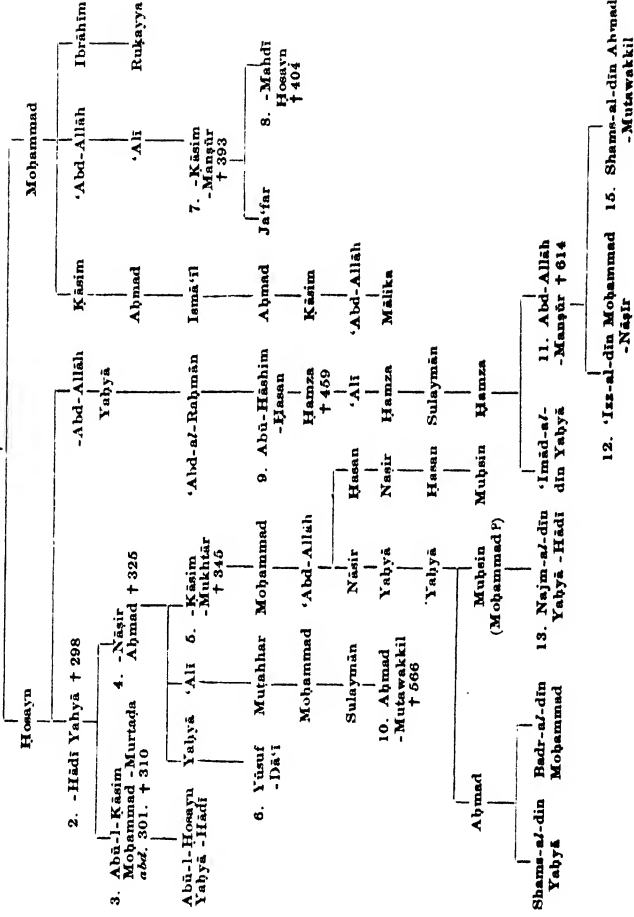 Ḥosayn
Moḥammad
2. -Hādī Yaḥyā † 298
-Abd-Allāh
Yaḥyā
Ḳāsim
‘Abd-Allāh
Ibrāhīm
3. Abū-l-Ḳāsim
Moḥammad -Murtaḍa
abd. 301. † 310
4. -Nāṣir
Aḥmad † 325
‘Abd-al-Raḥmān
Aḥmad
‘Alī
Ruḳayya
Abū-l-Ḥosayn
Yaḥyā -Hādī
Yaḥyā
‘Alī
5. -Ḳāsim
-Mukhtār
† 345
9. Abū-Hāshim
-Ḥasan
Ismā‘īl
7. -Ḳāsim
-Manṣūr
† 393
6. Yūsuf
-Dā‘ī
Mutahhar
Moḥammad
Ḥamza
† 459
Aḥmad
Ja‘far
8. -Mahdī
Ḥosayn
† 404
Moḥammad
‘Abd-Allāh
‘Alī
Ḳāsim
Sulaymān
Nāṣir
Ḥasan
Ḥamza
‘Abd-Allāh
10. Aḥmad
-Mutawakkil
† 566
Yaḥyā
Nāṣir
Sulaymān
Mālika
Yaḥyā
Ḥasan
Ḥamza
Aḥmad
Muḥsin
(Moḥammad ?)
Muḥsin
‘Imād-al-
dīn Yaḥyā
11. Abd-Allāh
-Manṣūr † 614
Shams-al-dīn
Yaḥyā
Badr-al-dīn
Moḥammad
13. Najm-al-dīn
Yaḥyā -Hādī
12. ‘Izz-al-dīn Moḥammad
-Nāṣir
15. Shams-al-dīn Aḥmad
-Mutawakkil